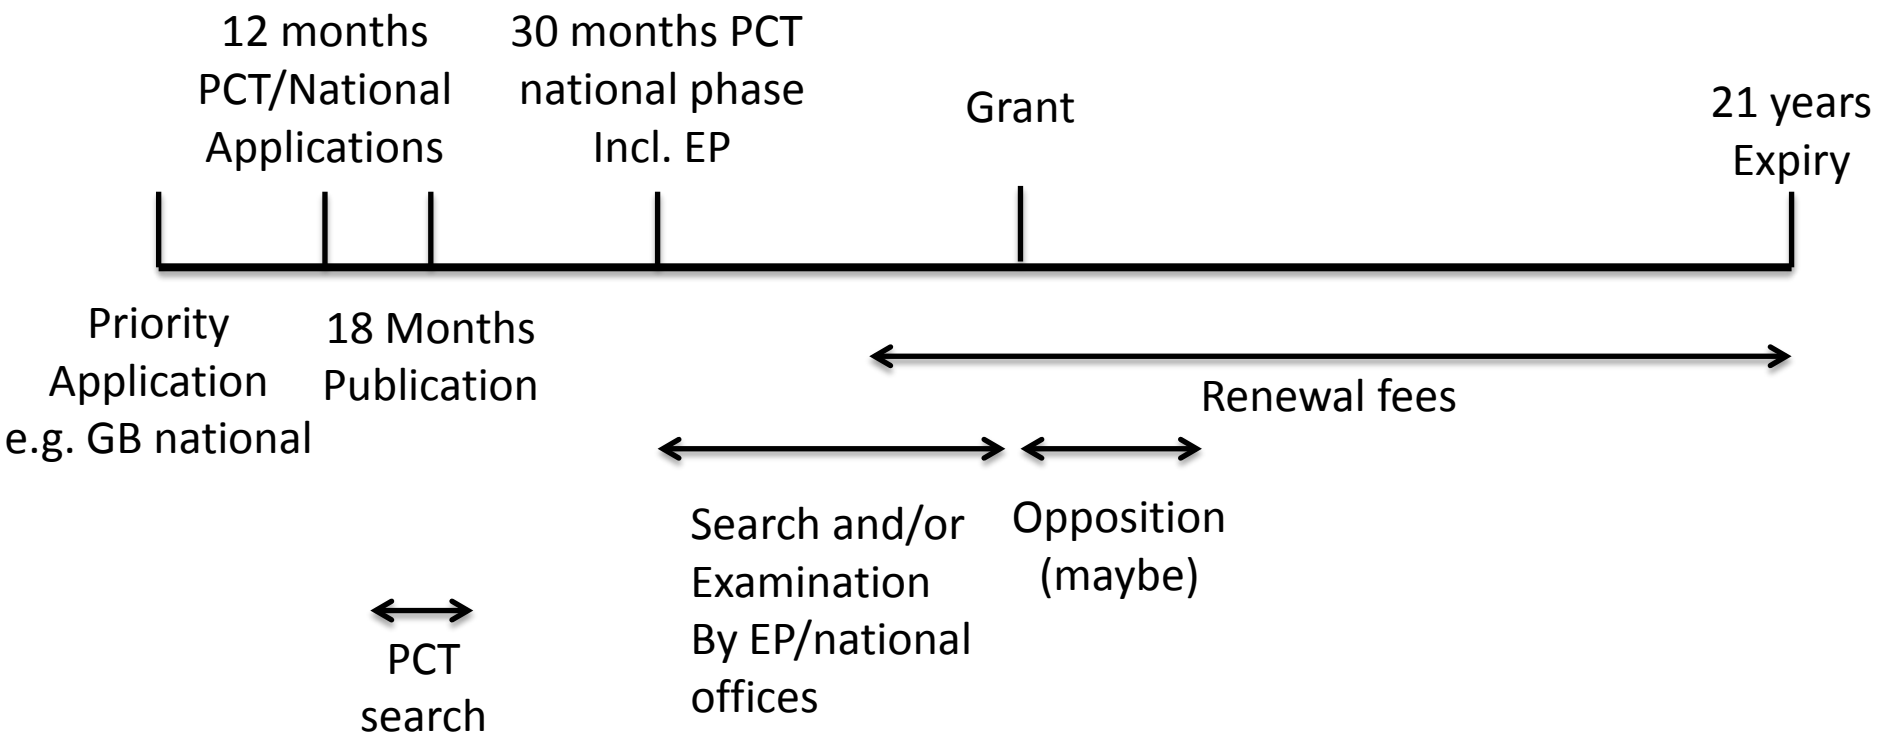 12 months
PCT/National
Applications
30 months PCT
national phase
Incl. EP
Grant
21 years
Expiry
Priority
Application
e.g. GB national
18 Months
Publication
Renewal fees
Search and/or
Examination
By EP/national
offices
Opposition
(maybe)
PCT
search